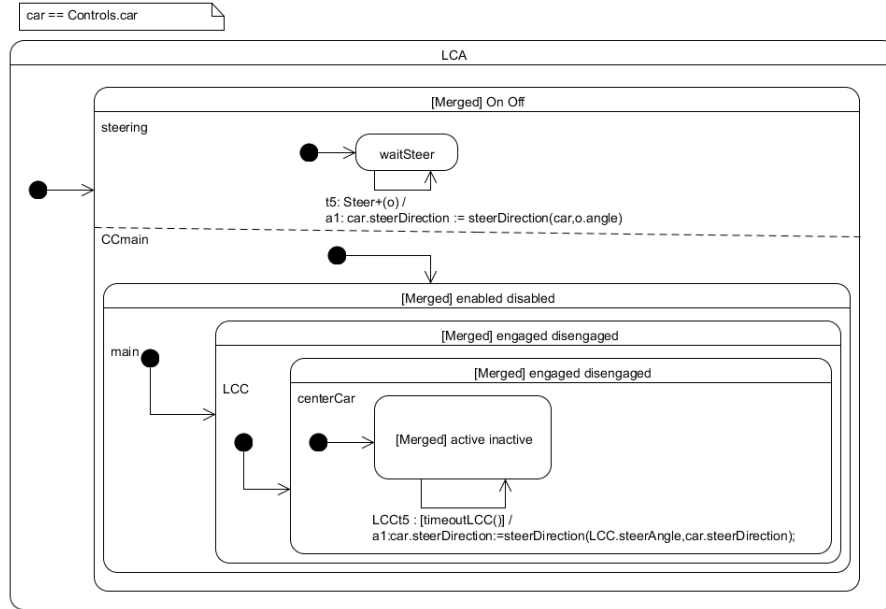 car == Controls.car
LCA
[Merged] On Off
steering
waitSteer
t5: Steer+(o) /
a1: car.steerDirection := steerDirection(car,o.angle)
CCmain
[Merged] enabled disabled
main
[Merged] engaged disengaged
LCC
[Merged] engaged disengaged
centerCar
[Merged] active inactive
LCCt5 : [timeoutLCC()] /
a1:car.steerDirection:=steerDirection(LCC.steerAngle,car.steerDirection);